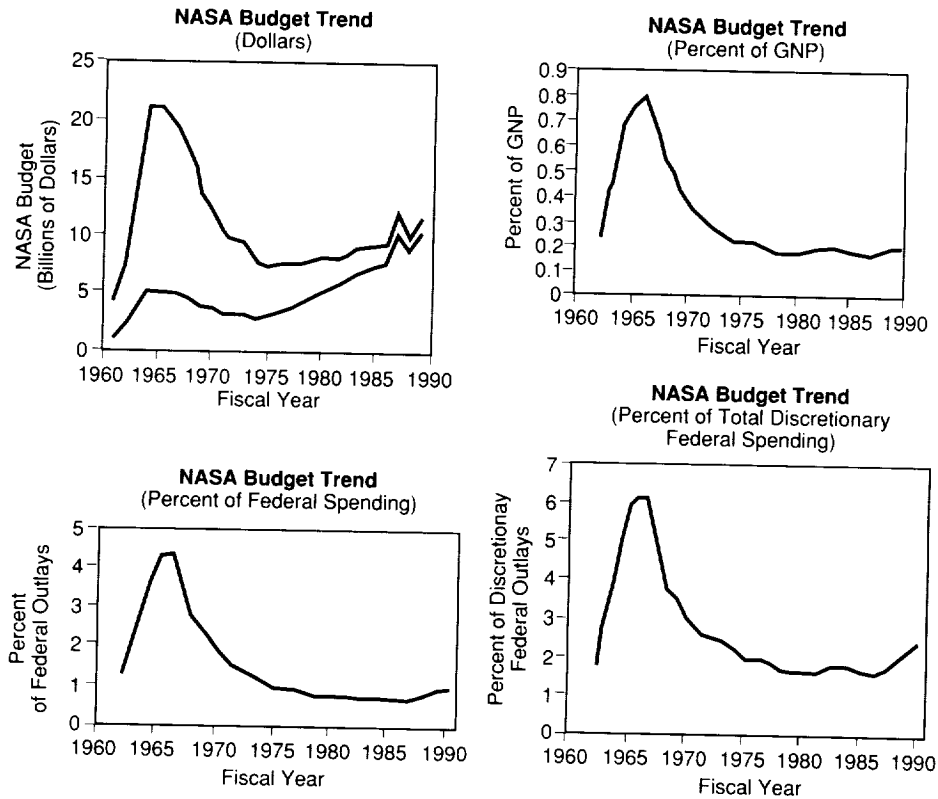 NASA Budget Trend
(Dollars)
25
20
15
10
5
0
NASA Budget
(Billions of Dollars)
1960 1965 1970 1975 1980 1985 1990
Fiscal Year
NASA Budget Trend
(Percent of GNP)
0.9
0.8
0.7
0.6
0.5
0.4
0.3
0.2
0.1
0
Percent of GNP
1960 1965 1970 1975 1980 1985 1990
Fiscal Year
NASA Budget Trend
(Percent of Federal Spending)
5
4
3
2
1
0
Percent
of Federal Outlays
1960 1965 1970 1975 1980 1985 1990
Fiscal Year
NASA Budget Trend
(Percent of Total Discretionary
Federal Spending)
7
6
5
4
3
2
1
0
Percent of Discretionay
Federal Outlays
1960 1965 1970 1975 1980 1985 1990
Fiscal Year